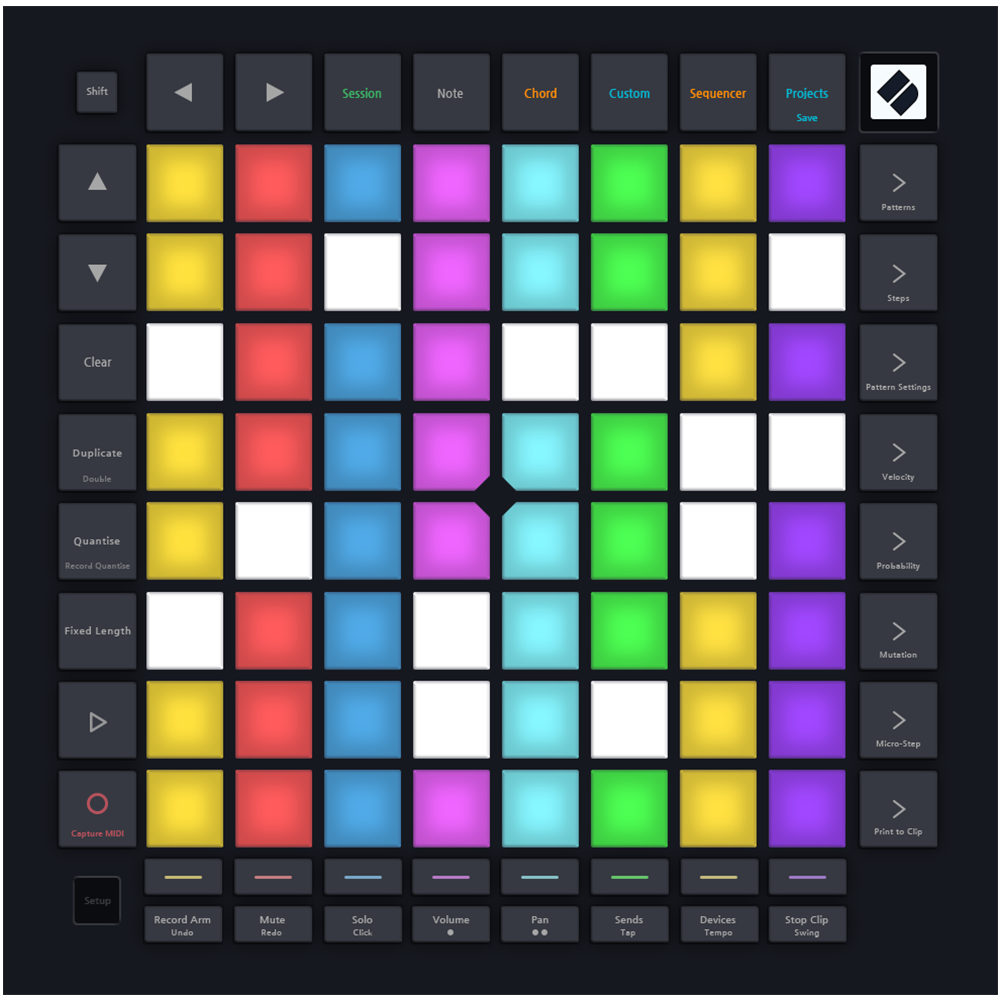 Shift
Session
Note
Chord
Custom
Sequencer
Projects
Save
Patterns
Steps
Clear
Pattern Settings
Duplicate
Double
Velocity
Quantise
Record Quantise
Probability
Fixed Length
Mutation
Micro-Step
Capture MIDI
Print to Clip
Setup
Record Arm
Undo
Mute
Redo
Solo
Click
Volume
Pan
Sends
Tap
Devices
Tempo
Stop Clip
Swing